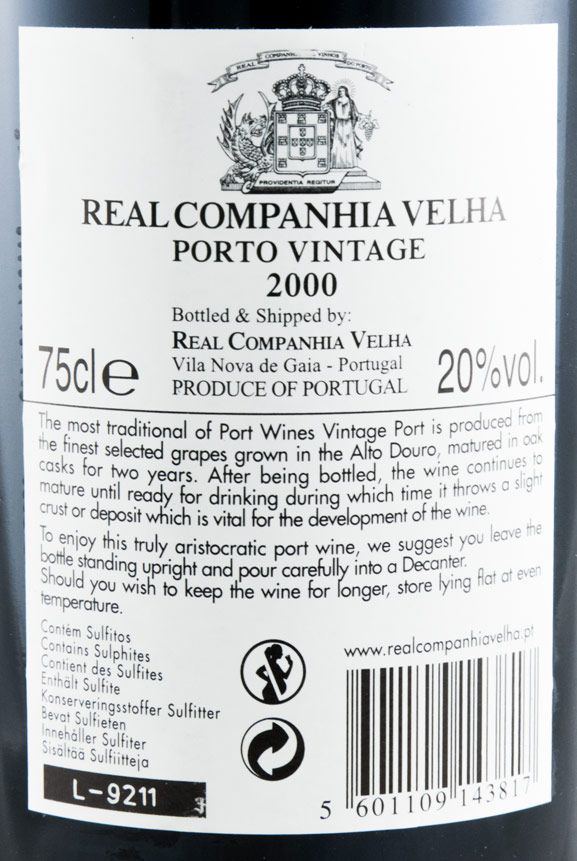 REAL COMPANHIA VINHOS DO PORTO
PROVIDENTIA REGITUR
REAL COMPANHIA VELHA
PORTO VINTAGE
2000
Bottled & Shipped by:
REAL COMPANHIA VELHA
Vila Nova de Gaia - Portugal
PRODUCE OF PORTUGAL
75cl e
20%vol.
The most traditional of Port Wines Vintage Port is produced from
the finest selected grapes grown in the Alto Douro, matured in oak
casks for two years. After being bottled, the wine continues to
mature until ready for drinking during which time it throws a slight
crust or deposit which is vital for the development of the wine.
To enjoy this truly aristocratic port wine, we suggest you leave the
bottle standing upright and pour carefully into a Decanter.
Should you wish to keep the wine for longer, store lying flat at even
temperature.
Contém Sulfitos
Contains Sulphites
Contient des Sulfites
Enthält Sulfite
Konserveringsstoffer Sulfitter
Bevat Sulfieten
Innehåller Sulfiter
Sisältää Sulfiitteja
L-9211
www.realcompanhiavelha.pt
5 601109 143817